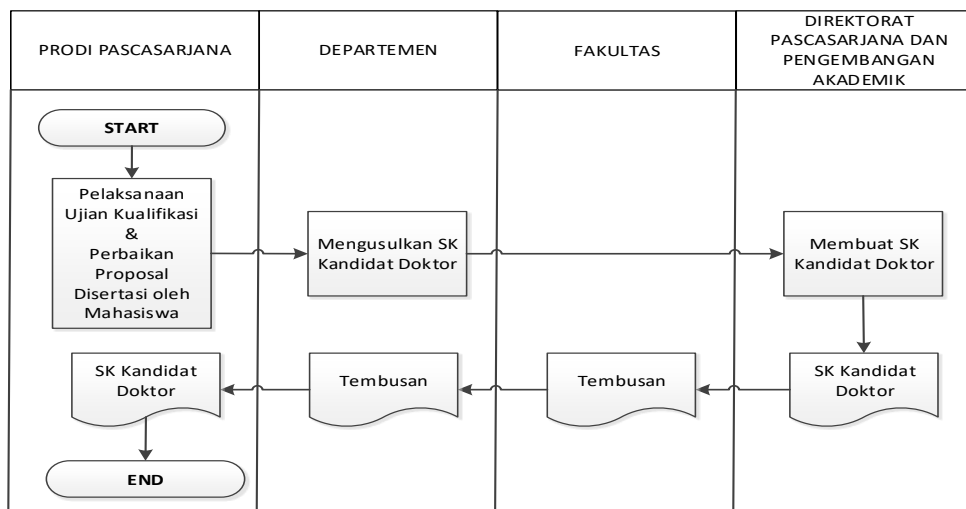 PRODI PASCASARJANA
DEPARTEMEN
FAKULTAS
DIREKTORAT
PASCASARJANA DAN
PENGEMBANGAN
AKADEMIK
START
Pelaksanaan
Ujian Kualifikasi
&
Perbaikan
Proposal
Disertasi oleh
Mahasiswa
Mengusulkan SK
Kandidat Doktor
Membuat SK
Kandidat Doktor
SK Kandidat
Doktor
Tembusan
Tembusan
SK Kandidat
Doktor
END